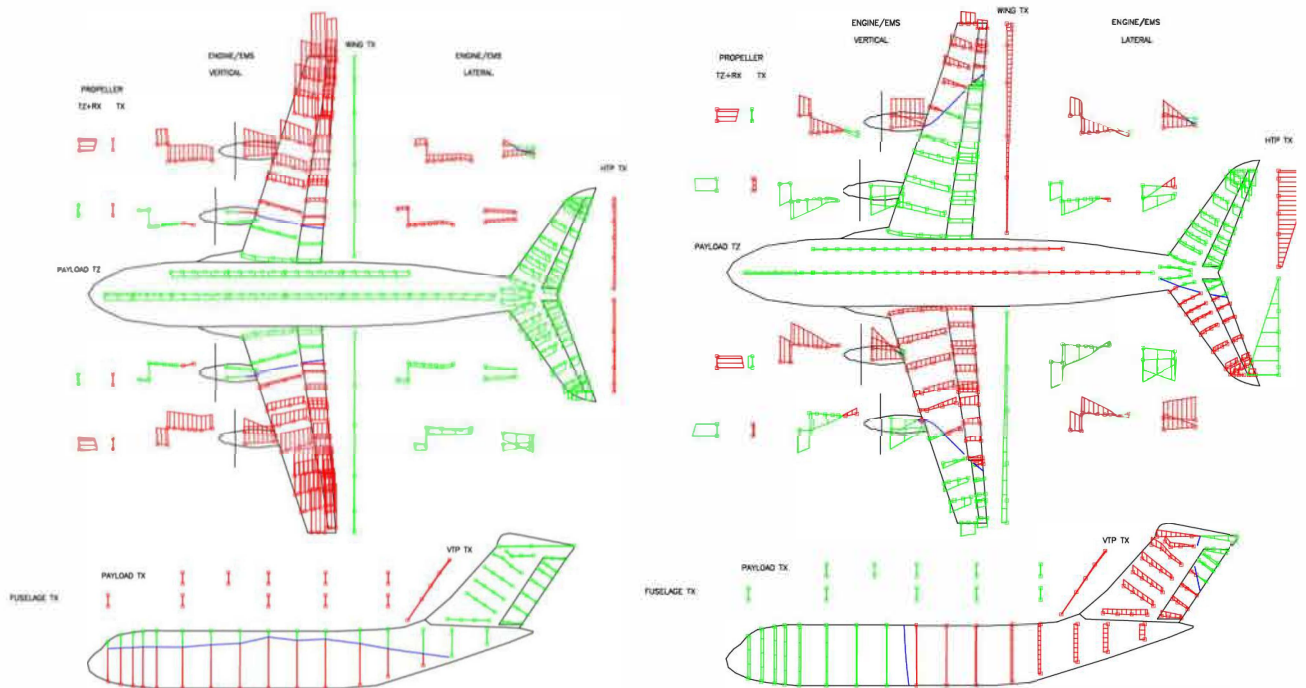 ENGINE/EMS
VERTICAL
WING TX
ENGINE/EMS
LATERAL
PROPELLER
TZ+RX TX
HTP TX
PAYLOAD TZ
VTP TX
PAYLOAD TX
FUSELAGE TX
WING TX
ENGINE/EMS
VERTICAL
ENGINE/EMS
LATERAL
PROPELLER
TZ+RX TX
HTP TX
PAYLOAD TZ
VTP TX
PAYLOAD TX
FUSELAGE TX